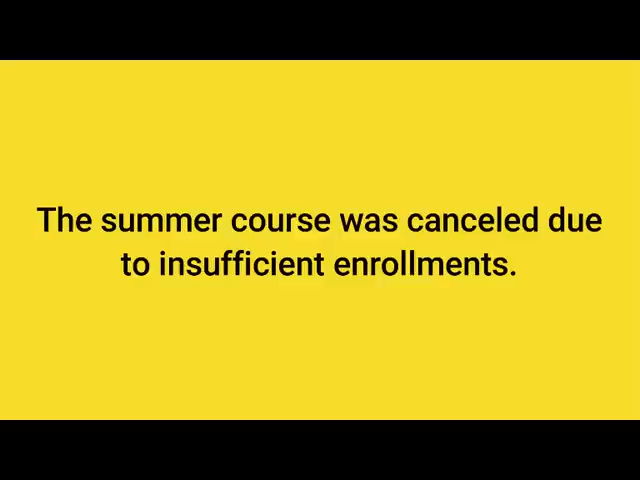 The summer course was canceled due
to insufficient enrollments.